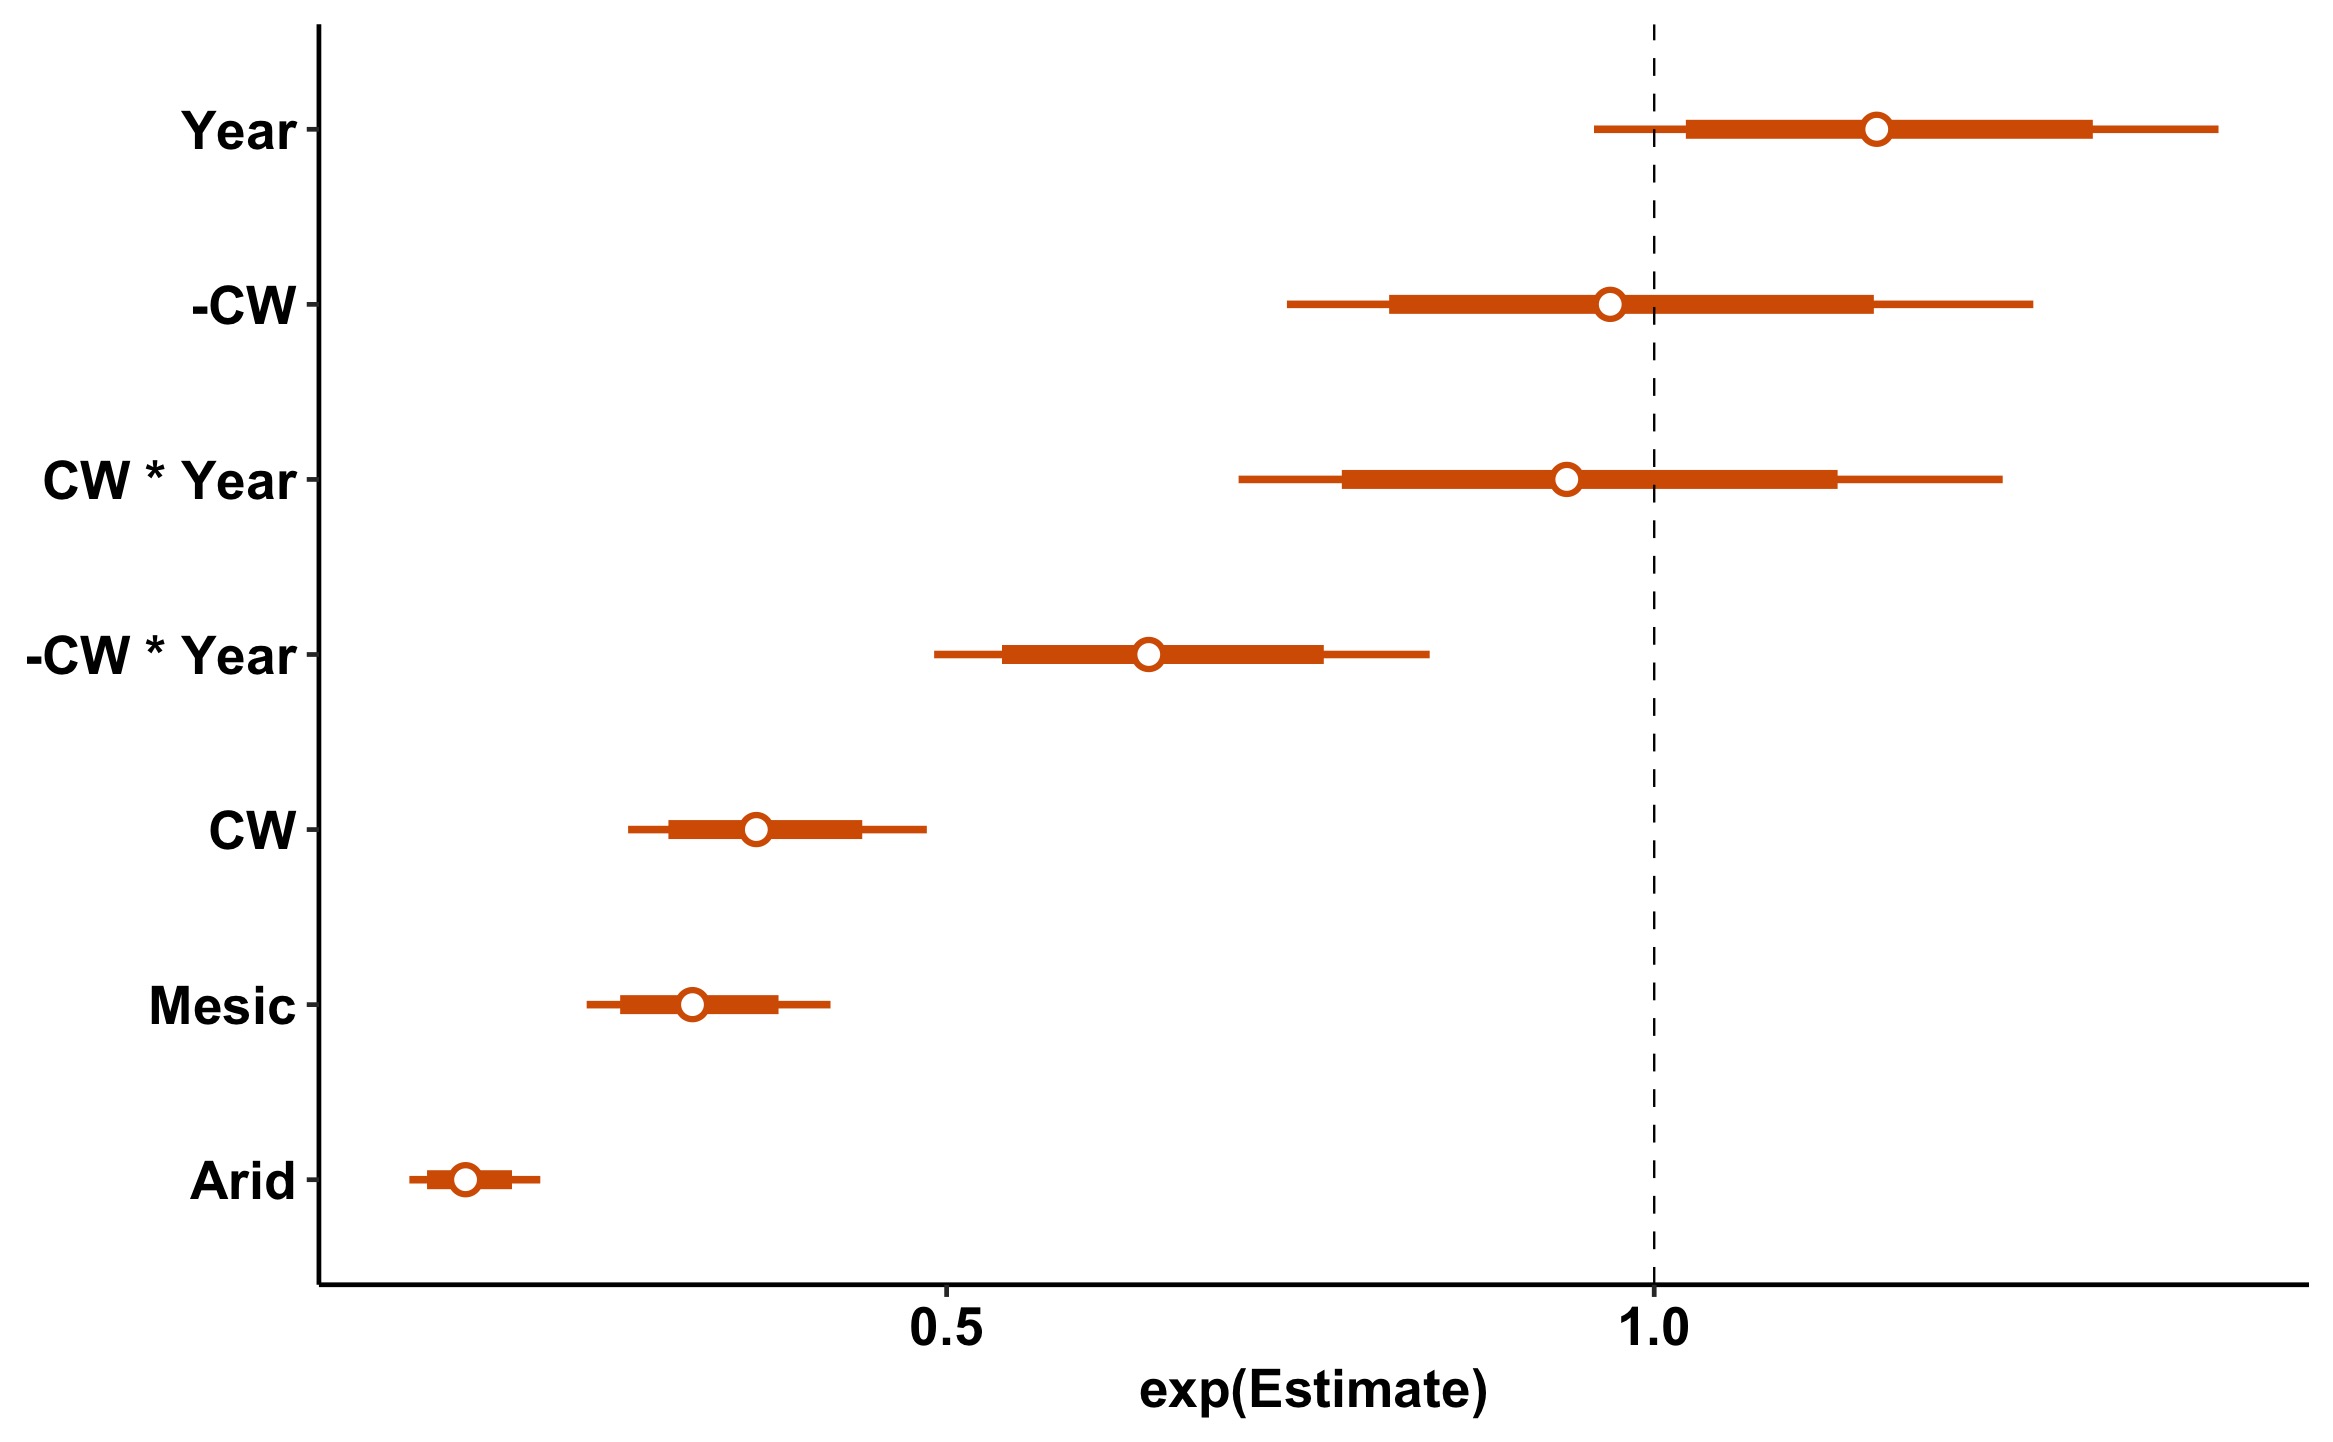 Year
-CW
CW * Year
-CW * Year
CW
Mesic
Arid
0.5 1.0
exp(Estimate)